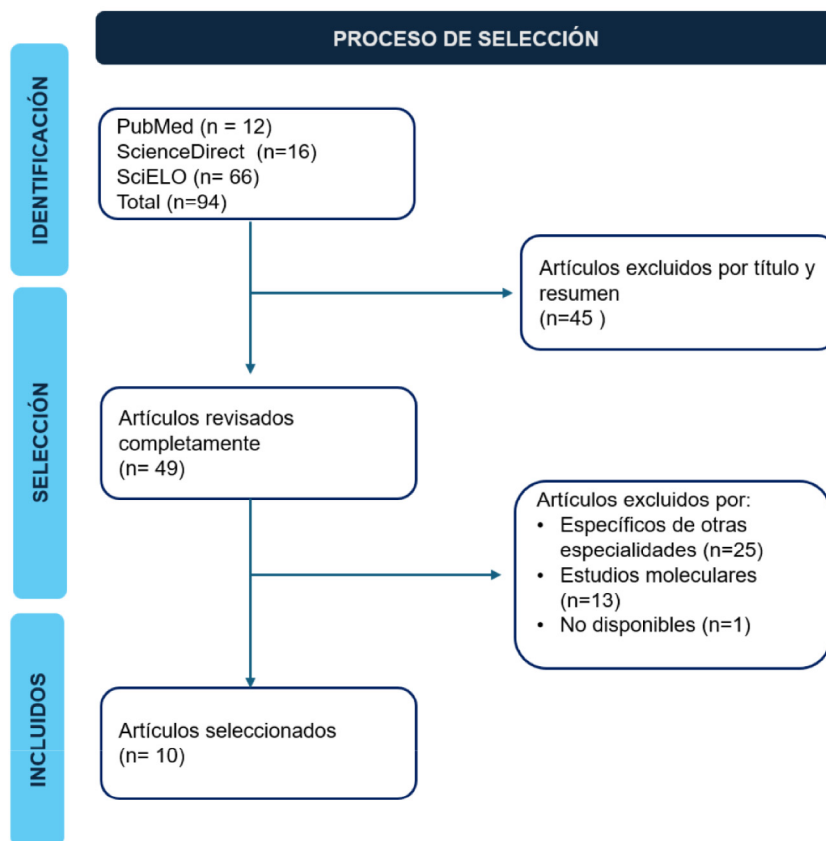 PROCESO DE SELECCIÓN
IDENTIFICACIÓN
PubMed (n = 12)
ScienceDirect (n=16)
SciELO (n= 66)
Total (n=94)
Artículos excluidos por título y
resumen
(n=45 )
SELECCIÓN
Artículos revisados
completamente
(n= 49)
Artículos excluidos por:
• Específicos de otras
especialidades (n=25)
• Estudios moleculares
(n=13)
• No disponibles (n=1)
INCLUIDOS
Artículos seleccionados
(n= 10)